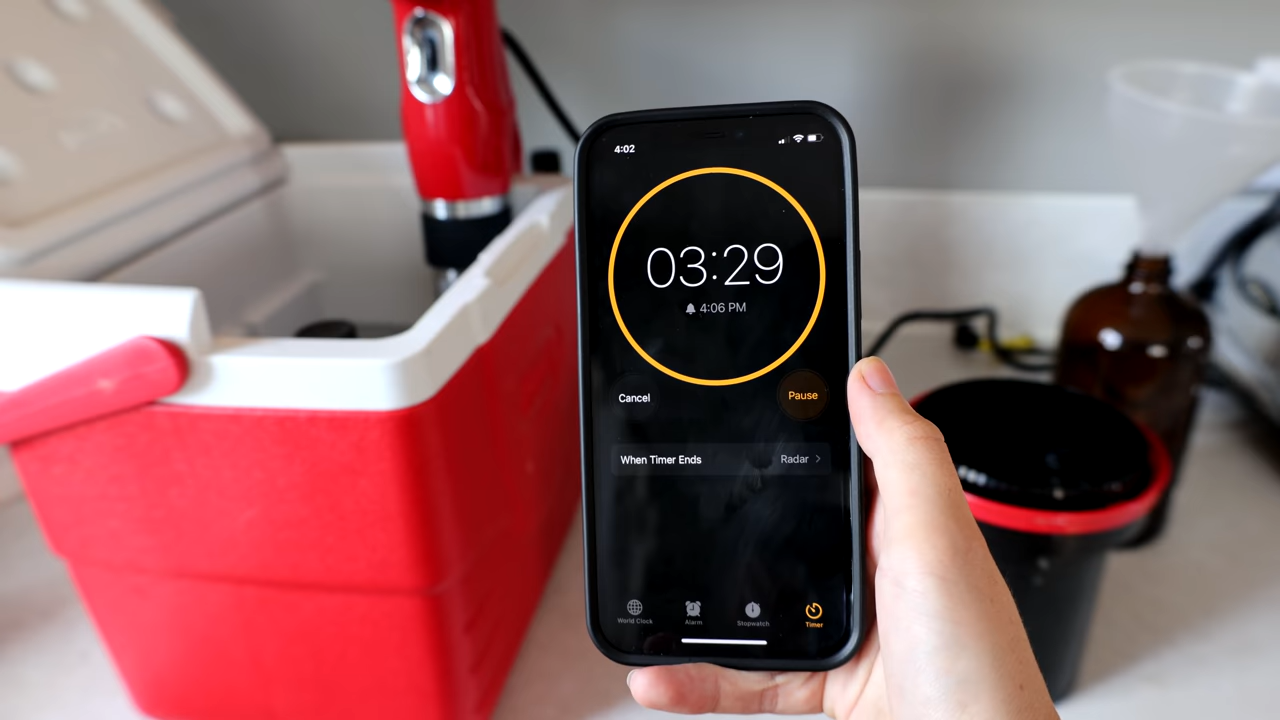 4:02
03:29
4:06 PM
Cancel Pause
When Timer Ends Radar
World Clock Alarm Stopwatch Timer